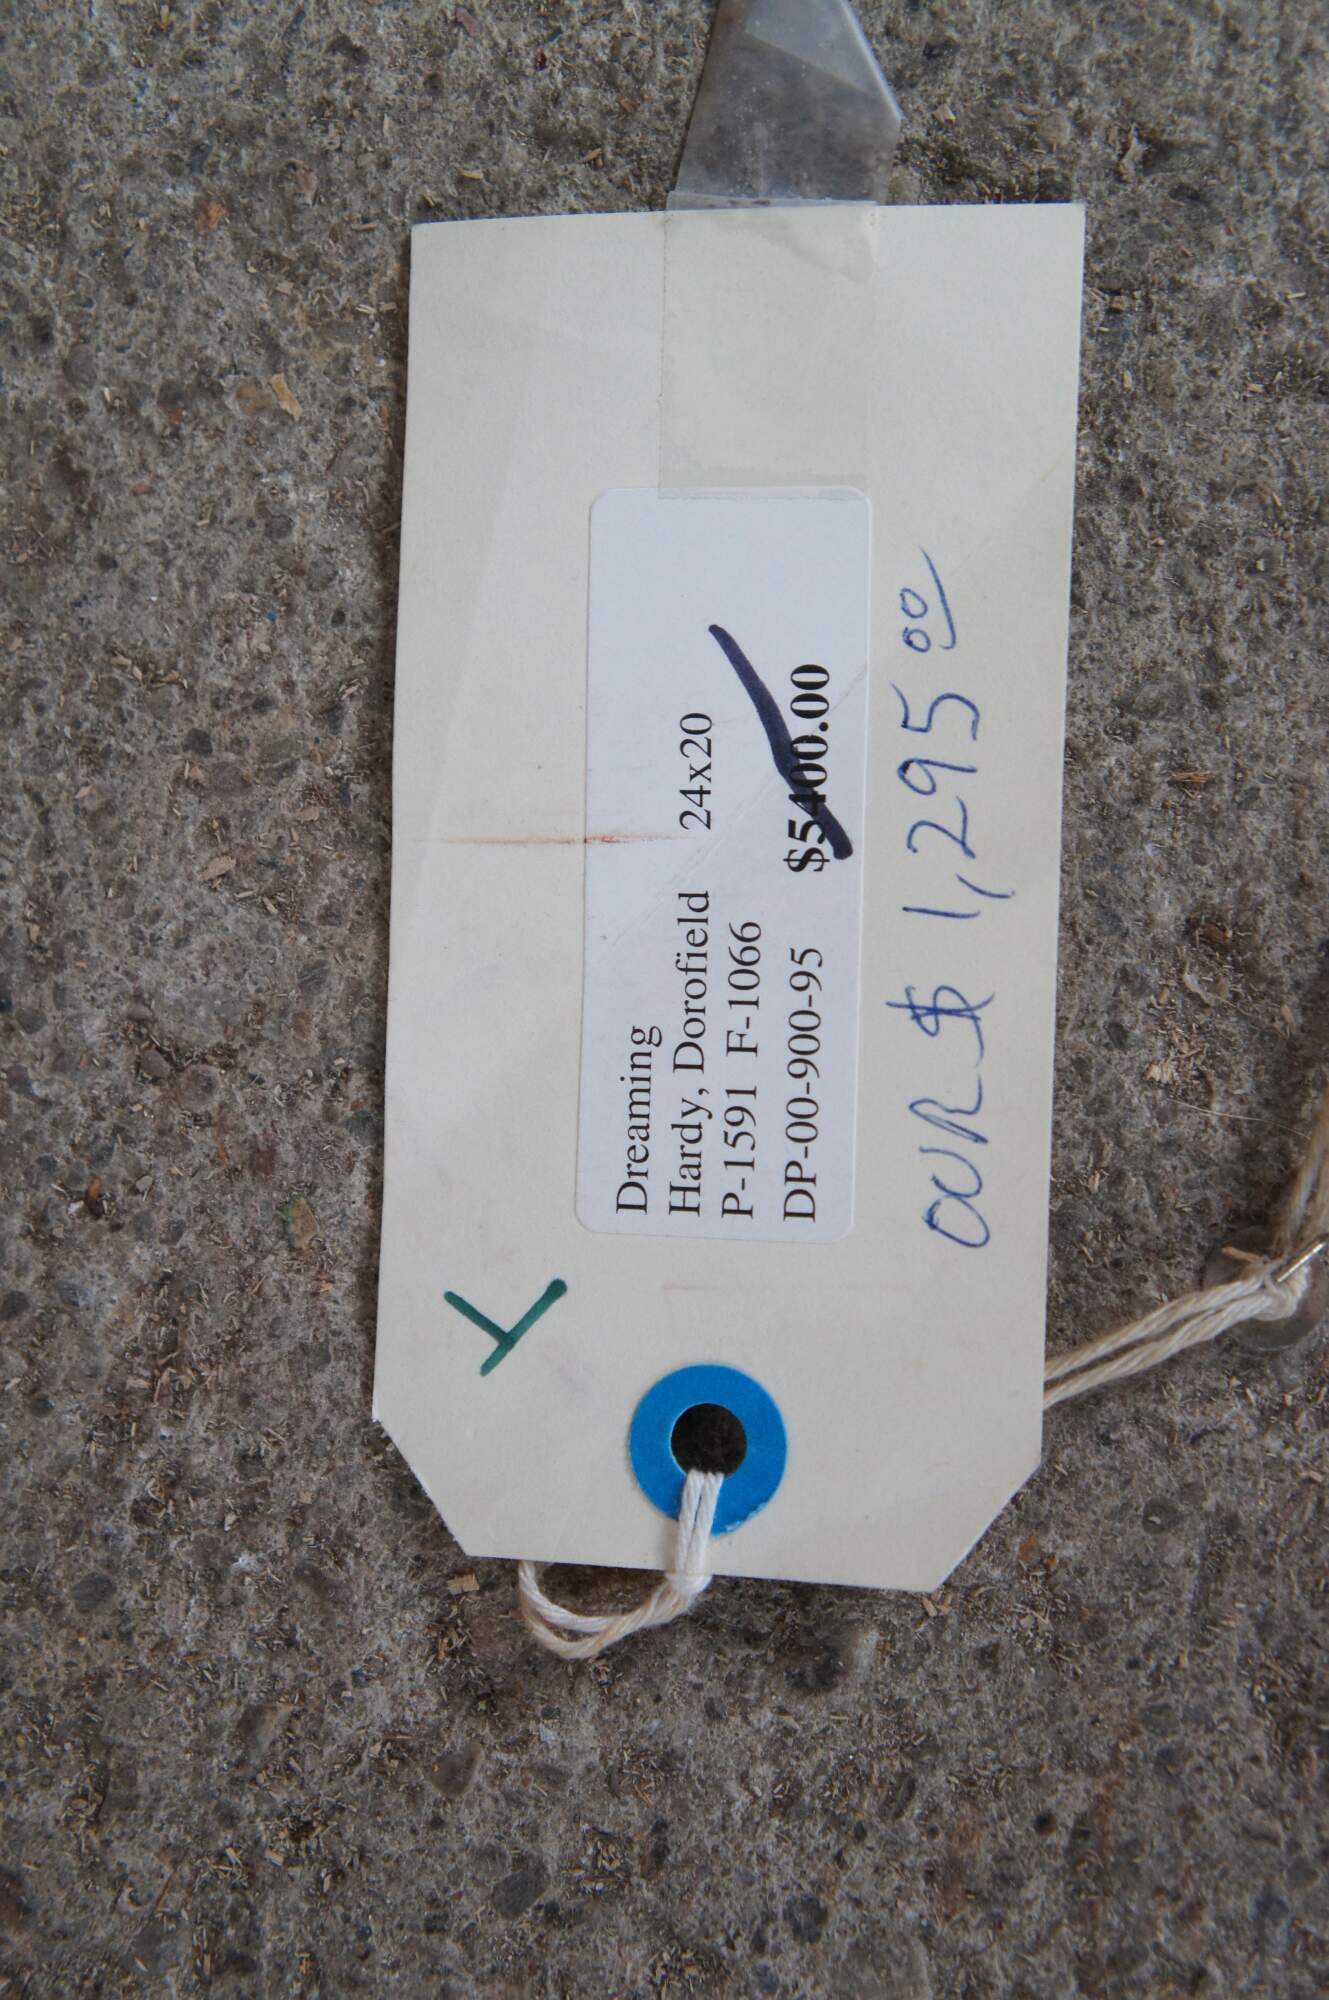 Y
Dreaming
Hardy, Dorofield 24x20
P-1591 F-1066
DP-00-900-95 $5400.00
OUR $ 1,295 00